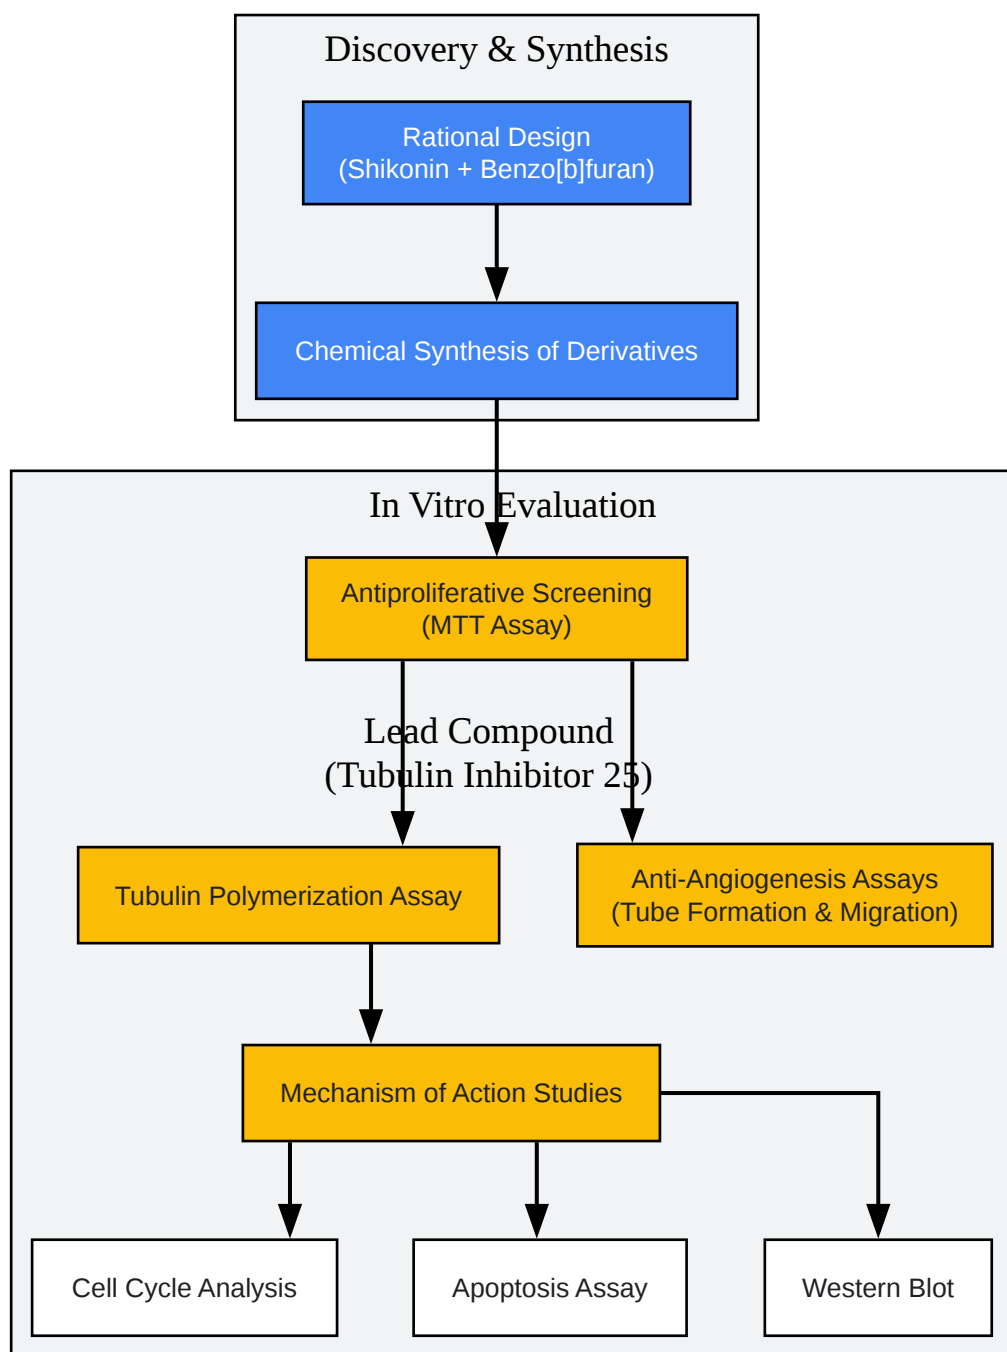 Discovery & Synthesis
Rational Design
(Shikonin + Benzo[b]furan)
Chemical Synthesis of Derivatives
In Vitro Evaluation
Antiproliferative Screening
(MTT Assay)
Lead Compound
(Tubulin Inhibitor 25)
Tubulin Polymerization Assay
Anti-Angiogenesis Assays
(Tube Formation & Migration)
Mechanism of Action Studies
Cell Cycle Analysis
Apoptosis Assay
Western Blot